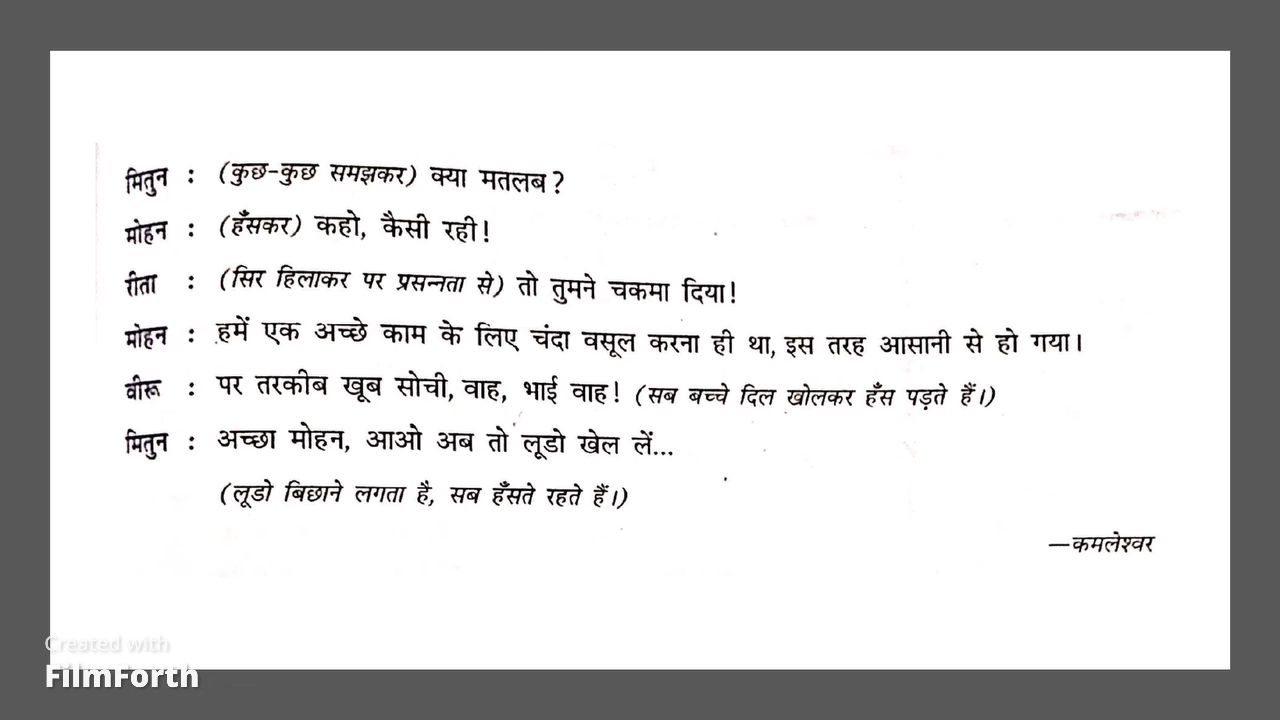 मितुन : (कुछ-कुछ समझकर) क्या मतलब?
मोहन : (हँसकर) कहो, कैसी रही!
रीता : (सिर हिलाकर पर प्रसन्नता से) तो तुमने चकमा दिया!
मोहन : हमें एक अच्छे काम के लिए चंदा वसूल करना ही था, इस तरह आसानी से हो गया।
वीरू : पर तरकीब खूब सोची, वाह, भाई वाह! (सब बच्चे दिल खोलकर हँस पड़ते हैं।)
मितुन : अच्छा मोहन, आओ अब तो लूडो खेल लें...
(लूडो बिछाने लगता है, सब हँसते रहते हैं।)
—कमलेश्वर
Created with
FilmForth